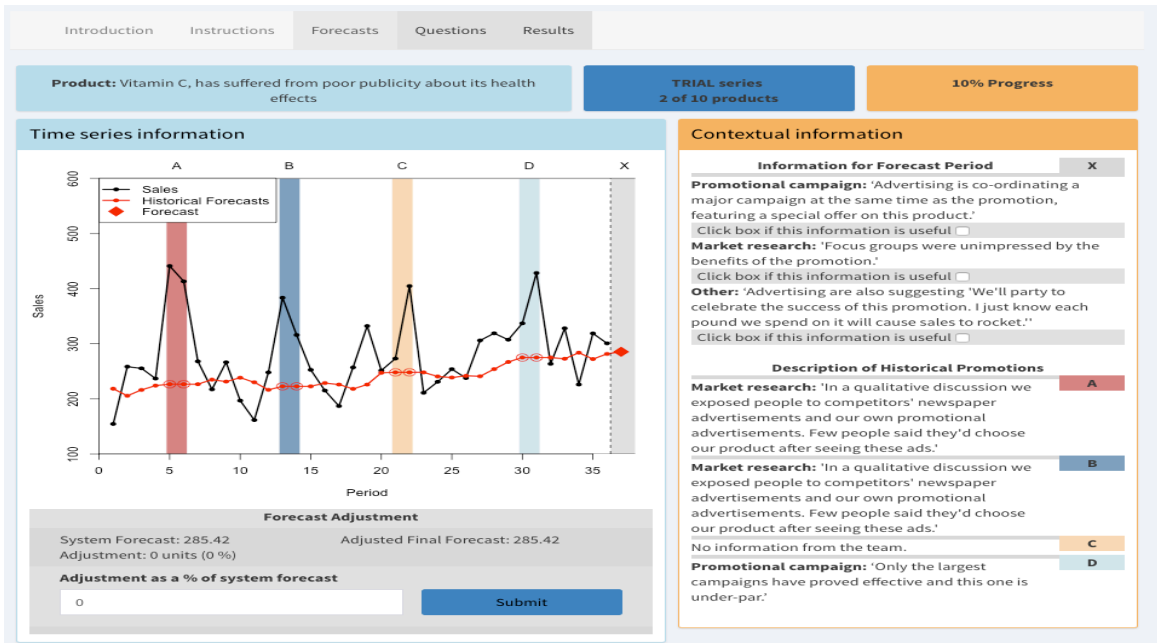 Introduction Instructions Forecasts Questions Results
Product: Vitamin C, has suffered from poor publicity about its health
effects
TRIAL series
2 of 10 products
10% Progress
Time series information
A B C D X
600
500
400
300
200
100
Sales
Sales
Historical Forecasts
Forecast
0 5 10 15 20 25 30 35
Period
Forecast Adjustment
System Forecast: 285.42 Adjusted Final Forecast: 285.42
Adjustment: 0 units (0 %)
Adjustment as a % of system forecast
0 Submit
Contextual information
Information for Forecast Period X
Promotional campaign: 'Advertising is co-ordinating a
major campaign at the same time as the promotion,
featuring a special offer on this product.'
Click box if this information is useful
Market research: 'Focus groups were unimpressed by the
benefits of the promotion.'
Click box if this information is useful
Other: 'Advertising are also suggesting 'We'll party to
celebrate the success of this promotion. I just know each
pound we spend on it will cause sales to rocket.''
Click box if this information is useful
Description of Historical Promotions
Market research: 'In a qualitative discussion we A
exposed people to competitors' newspaper
advertisements and our own promotional
advertisements. Few people said they'd choose
our product after seeing these ads.'
Market research: 'In a qualitative discussion we B
exposed people to competitors' newspaper
advertisements and our own promotional
advertisements. Few people said they'd choose
our product after seeing these ads.'
No information from the team. C
Promotional campaign: 'Only the largest D
campaigns have proved effective and this one is
under-par.'